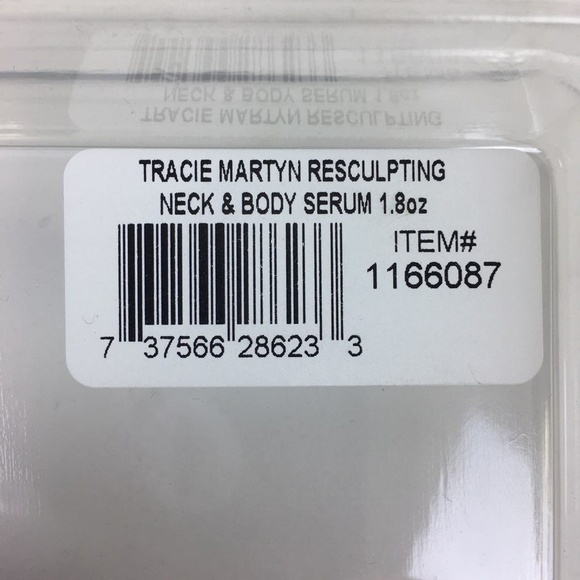 TRACIE MARTYN RESCULPTING
NECK & BODY SERUM 1.8oz
ITEM#
1166087
7 37566 28623 3